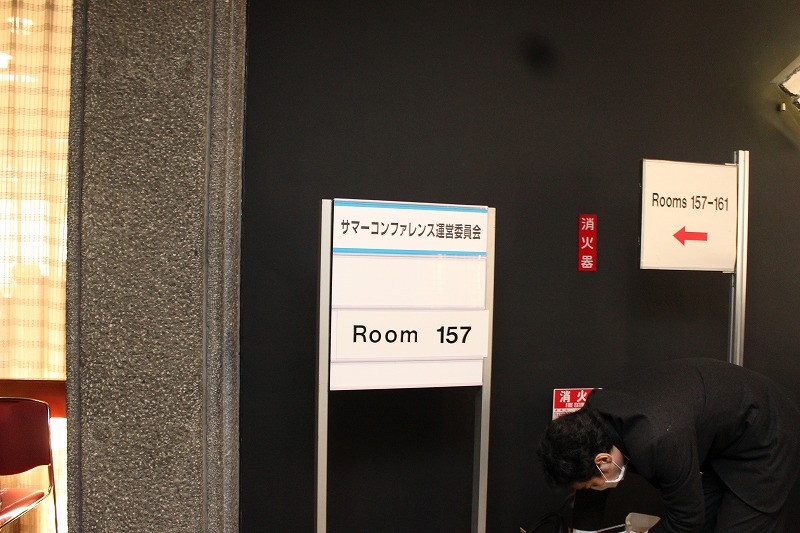 サマーコンファレンス運営委員会
Room 157
消火器
Rooms 157-161
消火